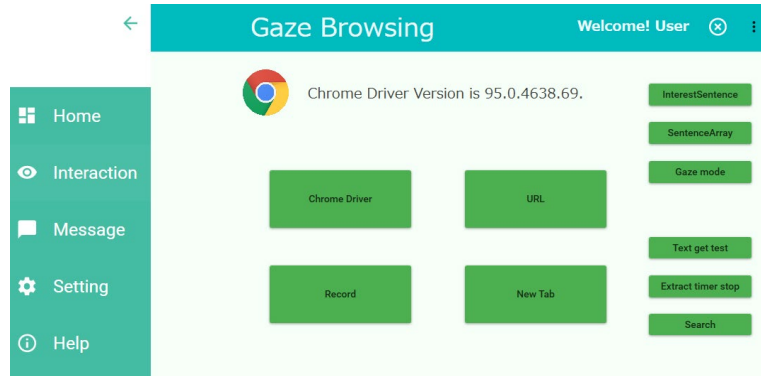 Gaze Browsing
Welcome! User
Home
Interaction
Message
Setting
Help
Chrome Driver Version is 95.0.4638.69.
Chrome Driver
URL
Record
New Tab
InterestSentence
SentenceArray
Gaze mode
Text get test
Extract timer stop
Search